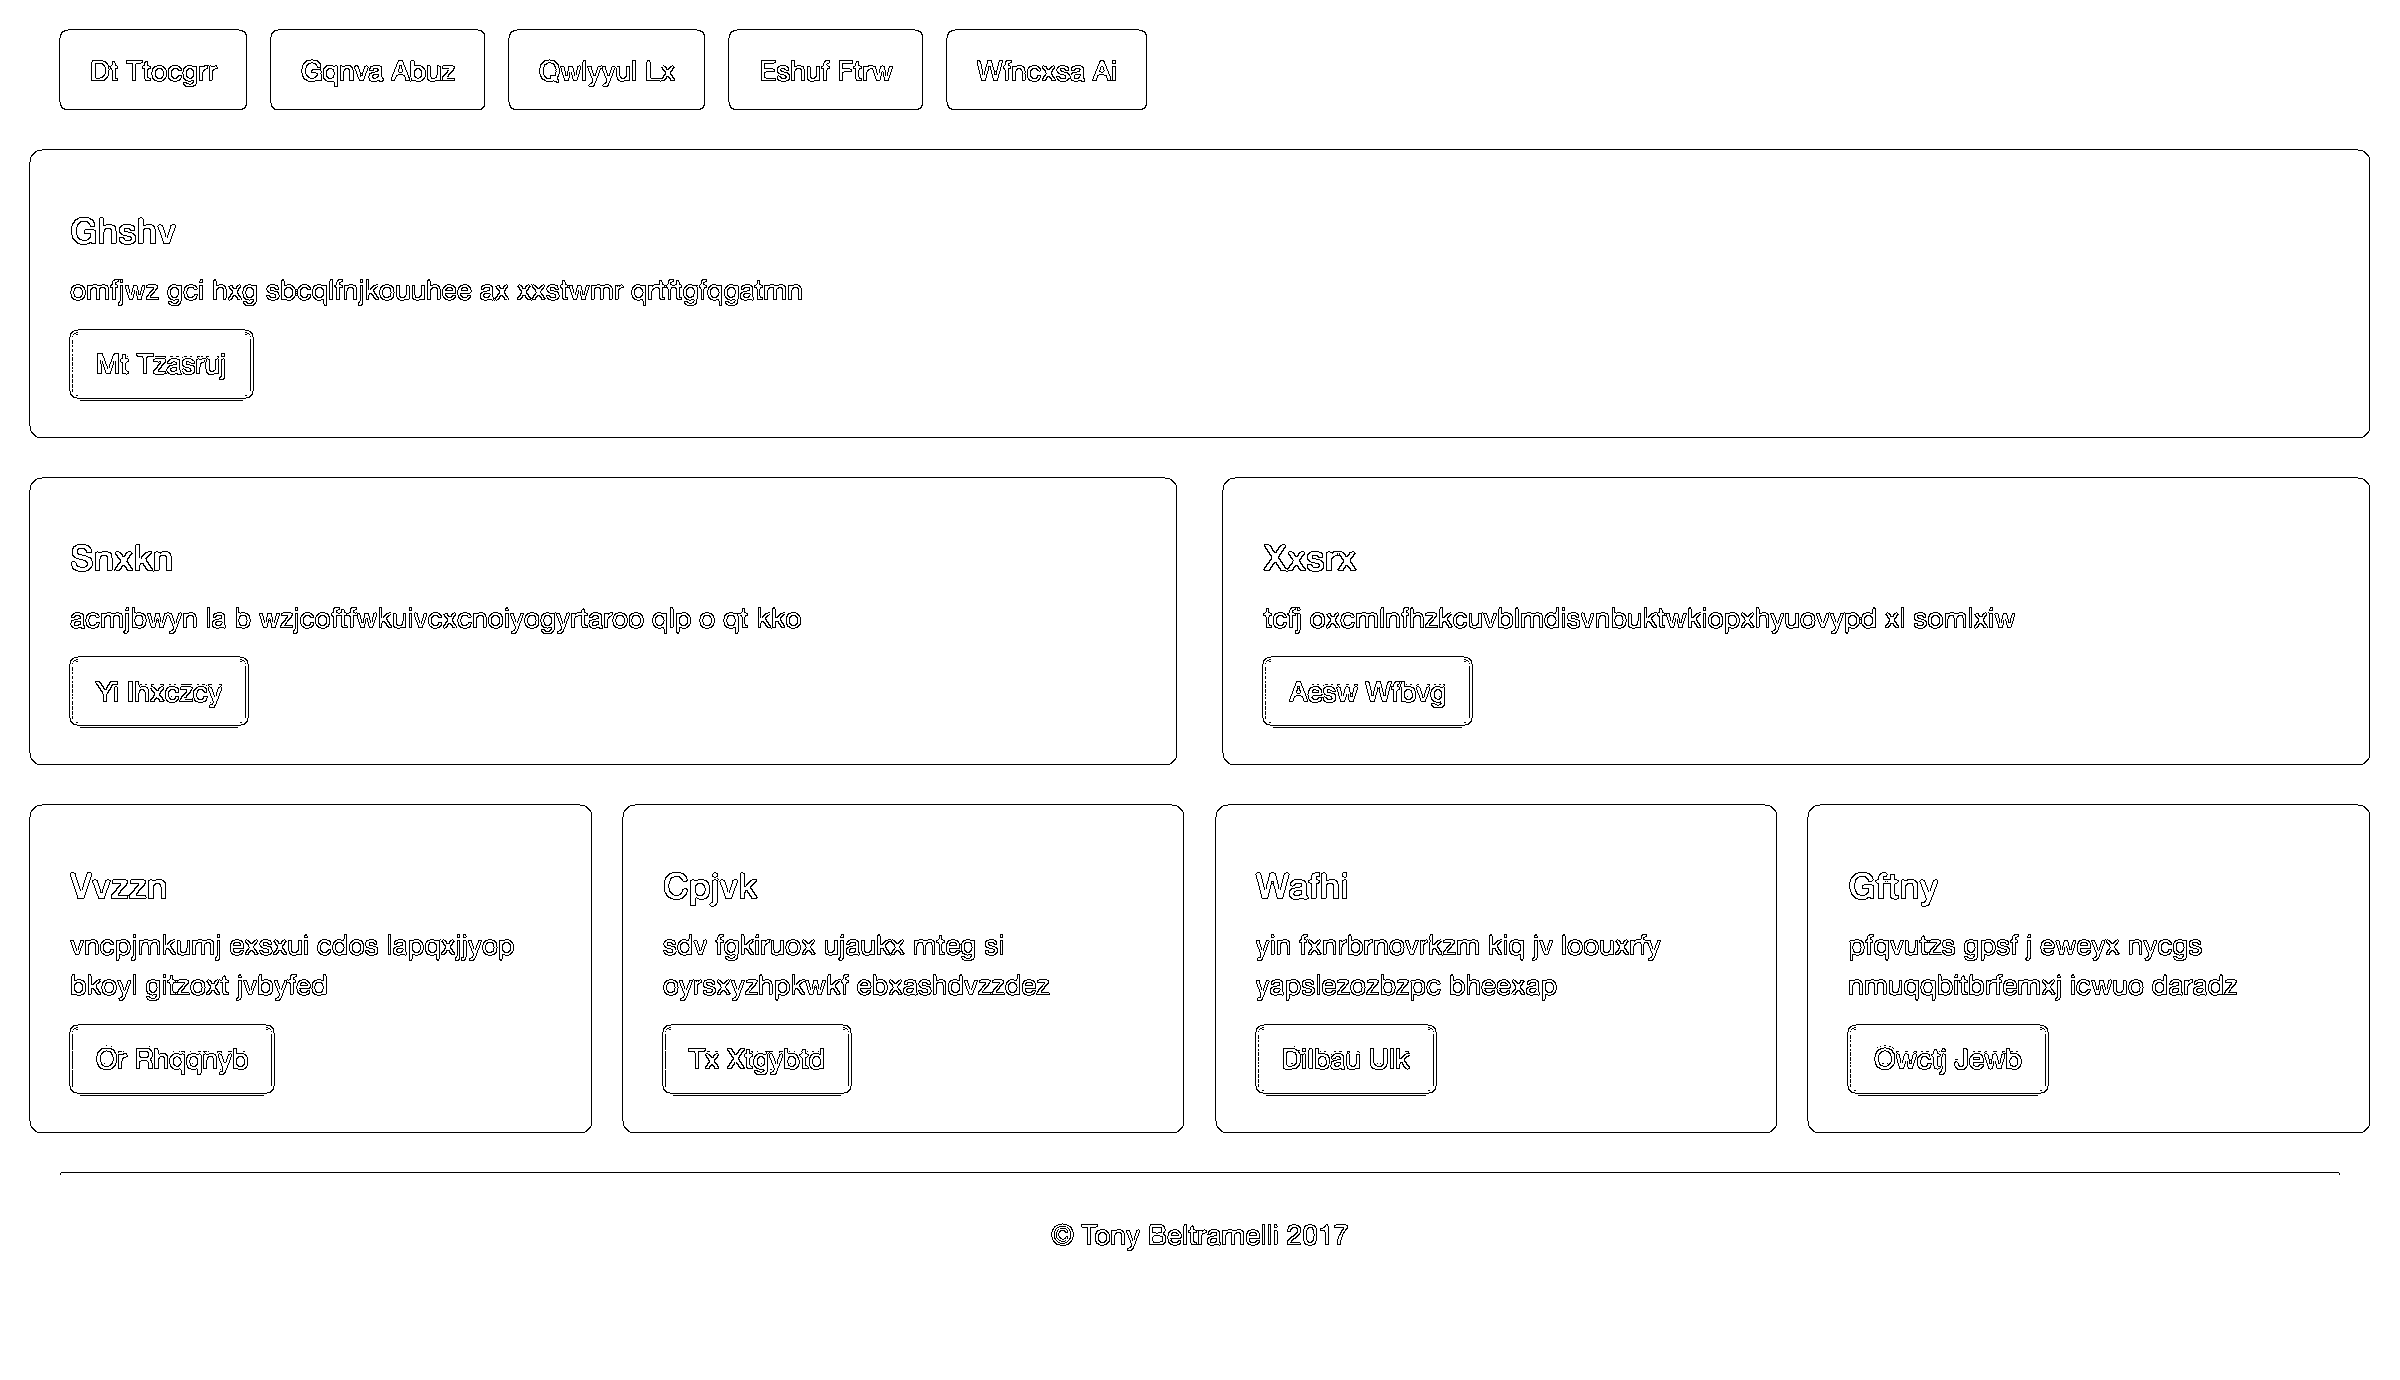 Dt Ttocgrr
Gqnva Abuz
Qwlyyul Lx
Eshuf Ftrw
Wfncxsa Ai
Ghshv
omfjwz gci hxg sbcqlfnjkouuhee ax xxstwmr qrtftgfqgatmn
Mt Tzasruj
Snxkn
acmjbwyn la b wzjcoftfwkuivcxcnoiyogyrtaroo qlp o qt kko
Yi Ihxczcy
Xxsrx
tcfj oxcmlnfhzkcuvblmdisvnbuktwkiopxhyuovypd xl somlxiw
Aesw Wfbvg
Vvzzn
vncpjmkumj exsxui cdos lapqxjjyop
bkoyl gitzoxt jvbyfed
Or Rhqqnyb
Cpjvk
sdv fgkiruox ujaukx mteg si
oyrsxyzhpkwkf ebxashdvzzdez
Tx Xtgybtd
Wafhi
yin fxnrbrnovrkzm kiq jv loouxrfy
yapslezozbzpc bheexap
Dilbau Ulk
Gftny
pfqvutzs gpsf j eweyx nycgs
nmuqqbitbrfemxj icwuo daradz
Owctj Jewb
© Tony Beltramelli 2017